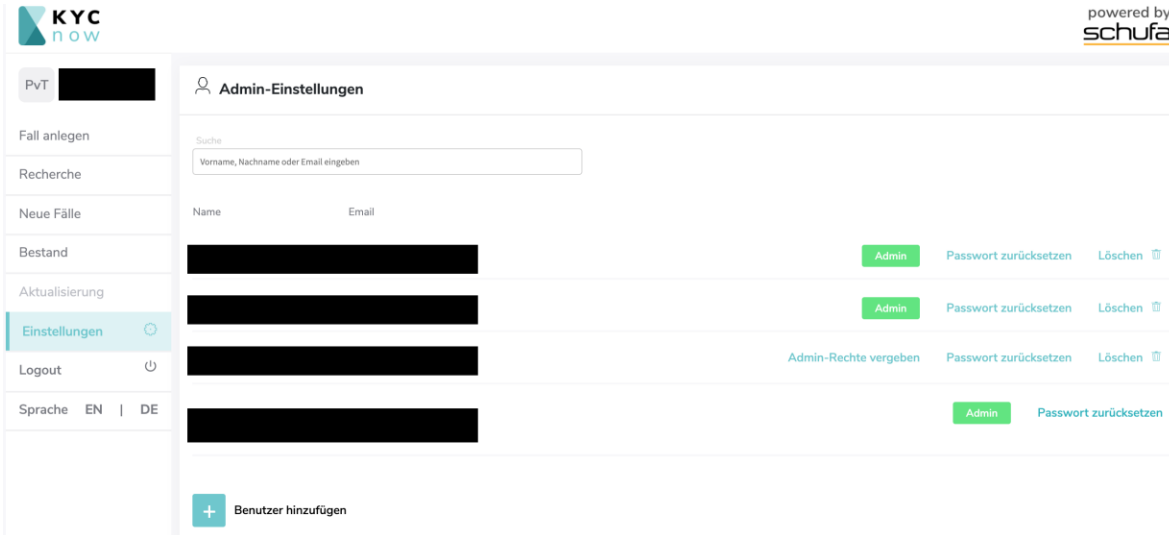 KYC
now
powered by
schufa
PvT
Admin-Einstellungen
Fall anlegen
Recherche
Neue Fälle
Bestand
Aktualisierung
Einstellungen
Logout
Sprache EN | DE
Suche
Vorname, Nachname oder Email eingeben
Name Email
Admin Passwort zurücksetzen Löschen
Admin Passwort zurücksetzen Löschen
Admin-Rechte vergeben Passwort zurücksetzen Löschen
Admin Passwort zurücksetzen
+ Benutzer hinzufügen